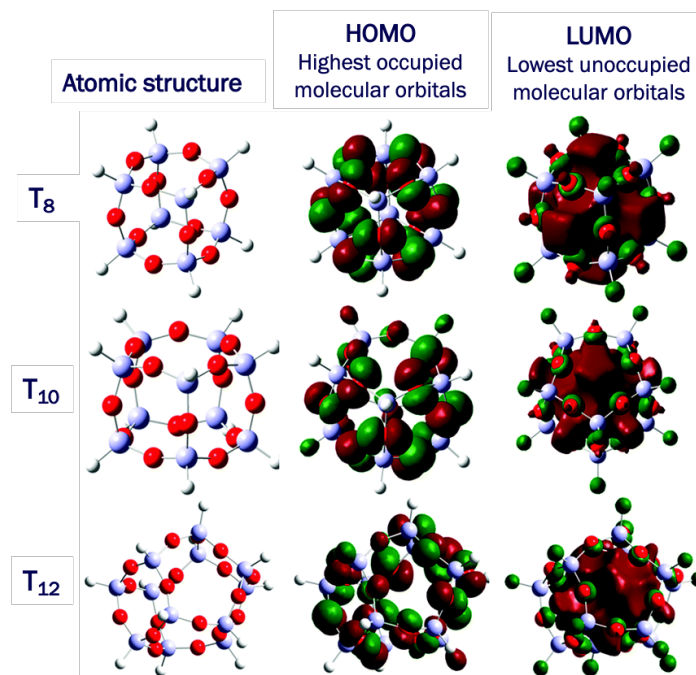 HOMO
Highest occupied
molecular orbitals
LUMO
Lowest unoccupied
molecular orbitals
Atomic structure
T₈
T₁₀
T₁₂